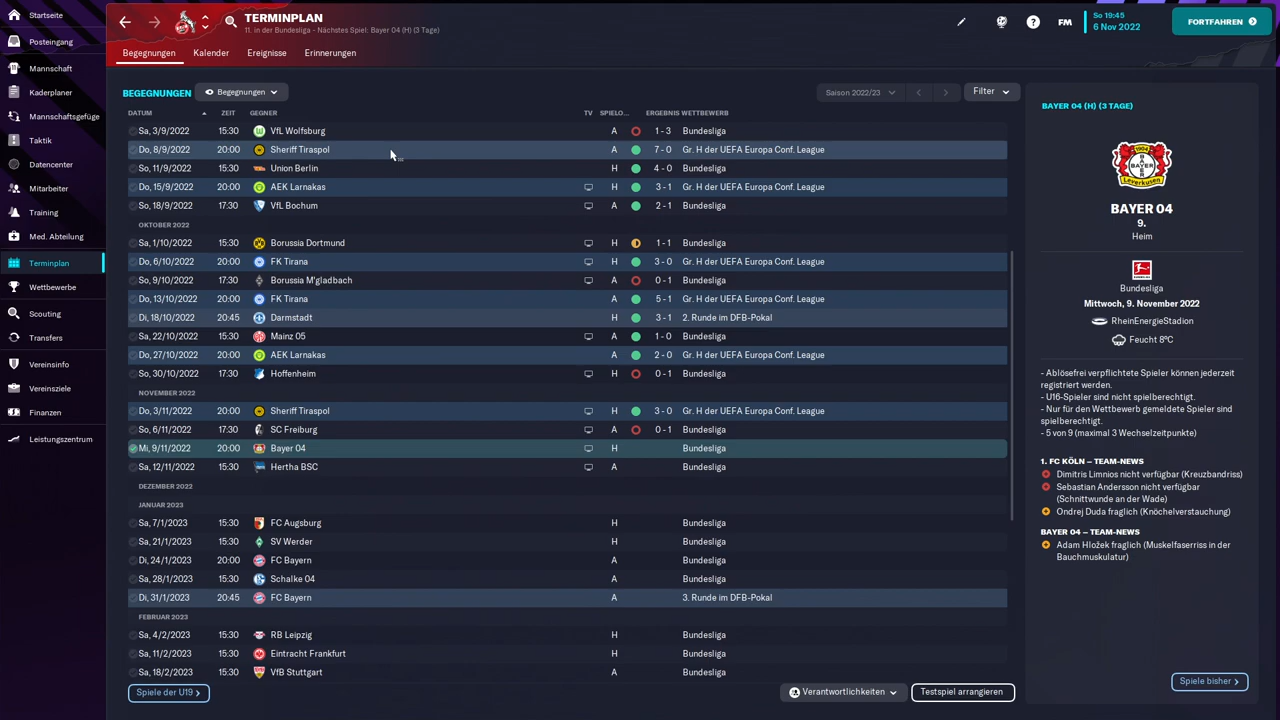 Startseite
Posteingang
Mannschaft
Kaderplaner
Mannschaftsgefüge
Taktik
Datencenter
Mitarbeiter
Training
Med. Abteilung
Terminplan
Wettbewerbe
Scouting
Transfers
Vereinsinfo
Vereinsziele
Finanzen
Leistungszentrum
TERMINPLAN
11. in der Bundesliga - Nächstes Spiel: Bayer 04 (H) (3 Tage)
FM
So 19:45
6 Nov 2022
FORTFAHREN
Begegnungen Kalender Ereignisse Erinnerungen
BEGEGNUNGEN Begegnungen Saison 2022/23 Filter
DATUM ZEIT GEGNER TV SPIELO... ERGEBNIS WETTBEWERB
Sa, 3/9/2022 15:30 VfL Wolfsburg A 1 - 3 Bundesliga
Do, 8/9/2022 20:00 Sheriff Tiraspol A 7 - 0 Gr. H der UEFA Europa Conf. League
So, 11/9/2022 15:30 Union Berlin H 4 - 0 Bundesliga
Do, 15/9/2022 20:00 AEK Larnakas H 3 - 1 Gr. H der UEFA Europa Conf. League
So, 18/9/2022 17:30 VfL Bochum A 2 - 1 Bundesliga
OKTOBER 2022
Sa, 1/10/2022 15:30 Borussia Dortmund H 1 - 1 Bundesliga
Do, 6/10/2022 20:00 FK Tirana H 3 - 0 Gr. H der UEFA Europa Conf. League
So, 9/10/2022 17:30 Borussia M'gladbach A 0 - 1 Bundesliga
Do, 13/10/2022 20:00 FK Tirana A 5 - 1 Gr. H der UEFA Europa Conf. League
Di, 18/10/2022 20:45 Darmstadt H 3 - 1 2. Runde im DFB-Pokal
Sa, 22/10/2022 15:30 Mainz 05 A 1 - 0 Bundesliga
Do, 27/10/2022 20:00 AEK Larnakas A 2 - 0 Gr. H der UEFA Europa Conf. League
So, 30/10/2022 17:30 Hoffenheim H 0 - 1 Bundesliga
NOVEMBER 2022
Do, 3/11/2022 20:00 Sheriff Tiraspol H 3 - 0 Gr. H der UEFA Europa Conf. League
So, 6/11/2022 17:30 SC Freiburg A 0 - 1 Bundesliga
Mi, 9/11/2022 20:00 Bayer 04 H Bundesliga
Sa, 12/11/2022 15:30 Hertha BSC A Bundesliga
DEZEMBER 2022
JANUAR 2023
Sa, 7/1/2023 15:30 FC Augsburg H Bundesliga
Sa, 21/1/2023 15:30 SV Werder H Bundesliga
Di, 24/1/2023 20:00 FC Bayern A Bundesliga
Sa, 28/1/2023 15:30 Schalke 04 A Bundesliga
Di, 31/1/2023 20:45 FC Bayern A 3. Runde im DFB-Pokal
FEBRUAR 2023
Sa, 4/2/2023 15:30 RB Leipzig H Bundesliga
Sa, 11/2/2023 15:30 Eintracht Frankfurt H Bundesliga
Sa, 18/2/2023 15:30 VfB Stuttgart A Bundesliga
Spiele der U19 Verantwortlichkeiten Testspiel arrangieren
BAYER 04 (H) (3 TAGE)
1904
BAYER
Leverkusen
BAYER 04
9.
Heim
Bundesliga
Mittwoch, 9. November 2022
RheinEnergieStadion
Feucht 8ºC
- Ablösefrei verpflichtete Spieler können jederzeit
registriert werden.
- U16-Spieler sind nicht spielberechtigt.
- Nur für den Wettbewerb gemeldete Spieler sind
spielberechtigt.
- 5 von 9 (maximal 3 Wechselzeitpunkte)
1. FC KÖLN – TEAM-NEWS
Dimitris Limnios nicht verfügbar (Kreuzbandriss)
Sebastian Andersson nicht verfügbar
(Schnittwunde an der Wade)
Ondrej Duda fraglich (Knöchelverstauchung)
BAYER 04 – TEAM-NEWS
Adam Hložek fraglich (Muskelfaserriss in der
Bauchmuskulatur)
Spiele bisher